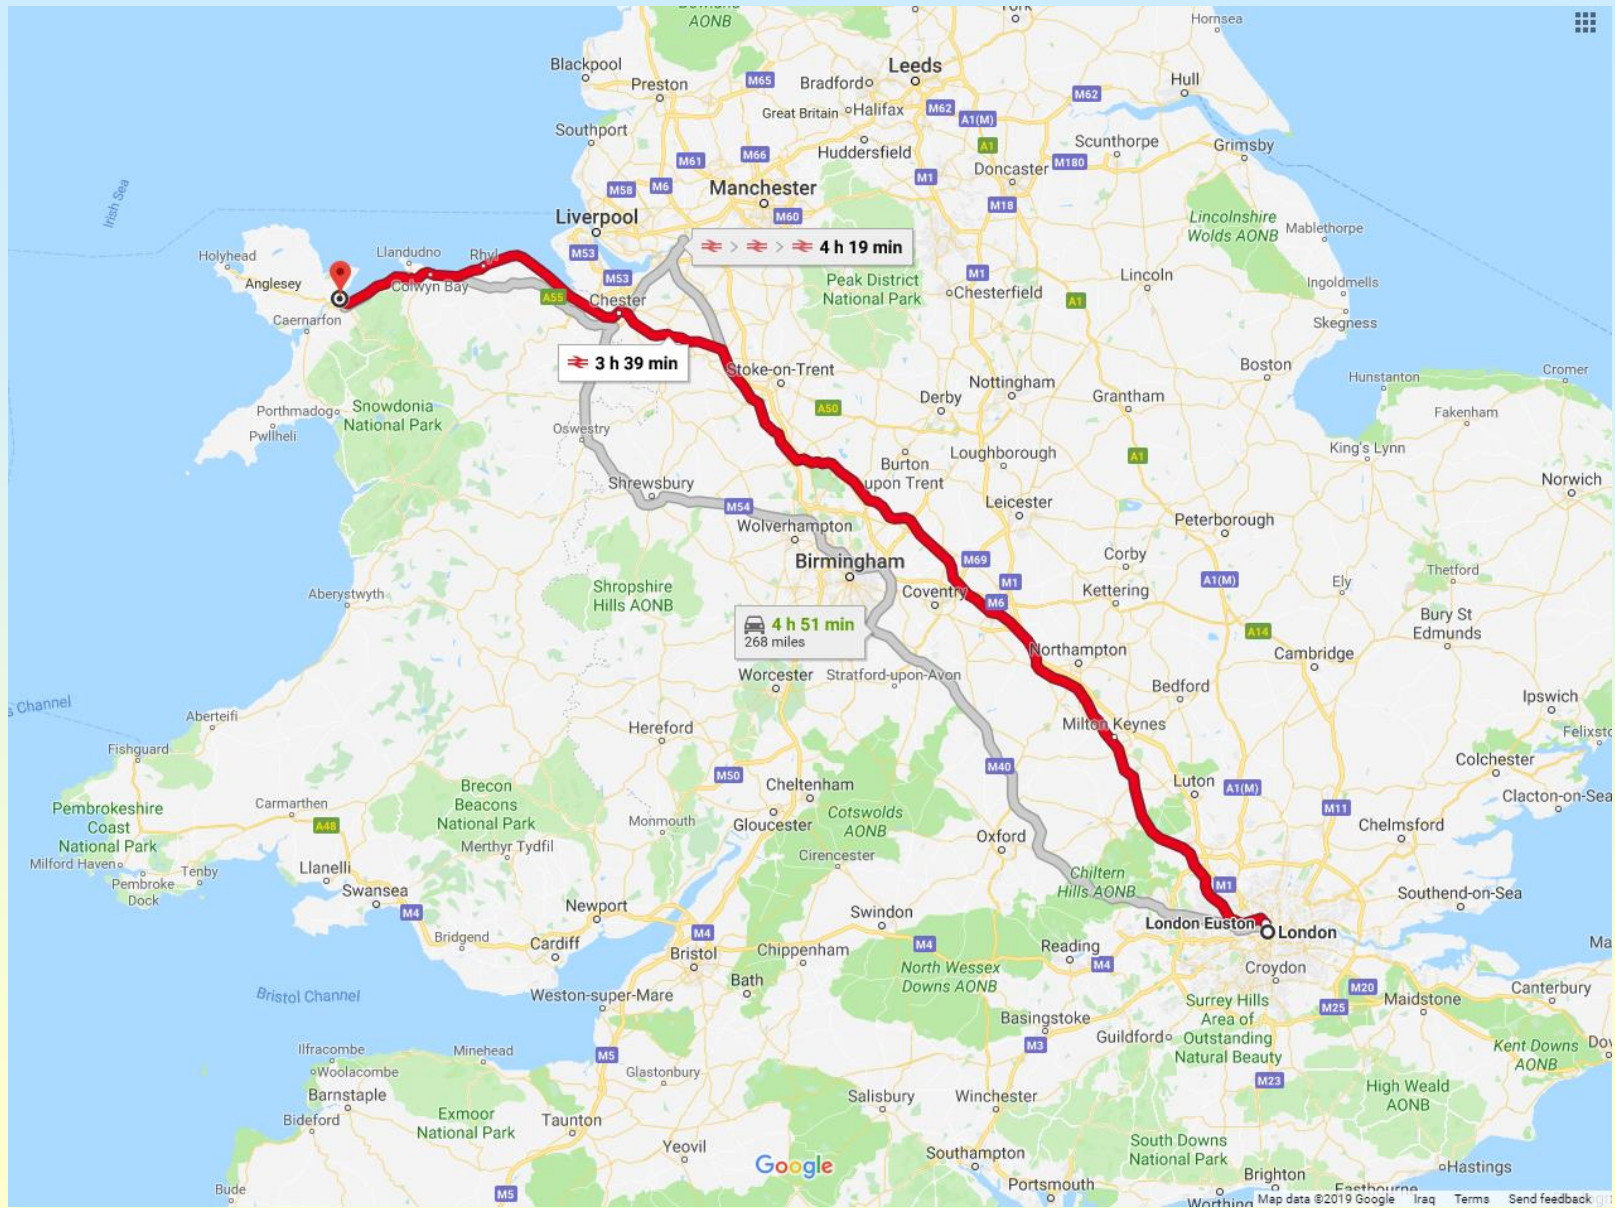 AONB
York
Hornsea
Blackpool
Preston
M65
Bradford
Leeds
Hull
M62
Great Britain
Halifax
M62
A1(M)
Southport
M61
M66
Huddersfield
A1
Scunthorpe
Grimsby
Doncaster
M180
M58
M6
Manchester
M1
M18
Irish Sea
Liverpool
M60
Lincolnshire
Wolds AONB
Mablethorpe
Holyhead
Llandudno
Rhyl
M53
4 h 19 min
M53
Peak District
National Park
M1
Chesterfield
Lincoln
Ingoldmells
Anglesey
Colwyn Bay
A55
Chester
A1
Skegness
Caernarfon
3 h 39 min
Stoke-on-Trent
Nottingham
Derby
Grantham
Boston
Hunstanton
Cromer
A50
Porthmadog
Snowdonia
National Park
Pwllheli
Oswestry
Fakenham
King's Lynn
A1
Burton
upon Trent
Loughborough
Shrewsbury
M54
Leicester
Norwich
Wolverhampton
Peterborough
Birmingham
M69
Corby
M1
A1(M)
Ely
Thetford
Aberystwyth
Shropshire
Hills AONB
Coventry
M6
Kettering
Bury St
Edmunds
4 h 51 min
268 miles
A14
Northampton
Cambridge
Worcester
Stratford-upon-Avon
Bedford
Ipswich
s Channel
Aberteifi
Hereford
Milton Keynes
Felixsto
Fishguard
M50
M40
Colchester
Brecon
Beacons
National Park
Cheltenham
Luton
A1(M)
Clacton-on-Sea
Pembrokeshire
Coast
National Park
Carmarthen
A48
Monmouth
Gloucester
Cotswolds
AONB
M11
Chelmsford
Merthyr Tydfil
Oxford
Milford Haven
Tenby
Llanelli
Cirencester
Chiltern
Hills AONB
Pembroke
Dock
Swansea
M4
Newport
Swindon
M1
Southend-on-Sea
Bridgend
Cardiff
M4
Bristol
Chippenham
M4
London Euston
London
Reading
M4
Ma
Bath
North Wessex
Downs AONB
Croydon
Bristol Channel
Weston-super-Mare
M20
M25
Maidstone
Canterbury
Basingstoke
Surrey Hills
Area of
Outstanding
Natural Beauty
Guildford
M3
Kent Downs
AONB
Dov
Ilfracombe
Minehead
M5
Woolacombe
Glastonbury
Barnstaple
M23
High Weald
AONB
Bideford
Exmoor
National Park
Taunton
Salisbury
Winchester
Yeovil
Southampton
South Downs
National Park
Hastings
Google
Portsmouth
Brighton
Eastbourne
Bude
M5
Worthing
Map data ©2019 Google
Iraq
Terms
Send feedback